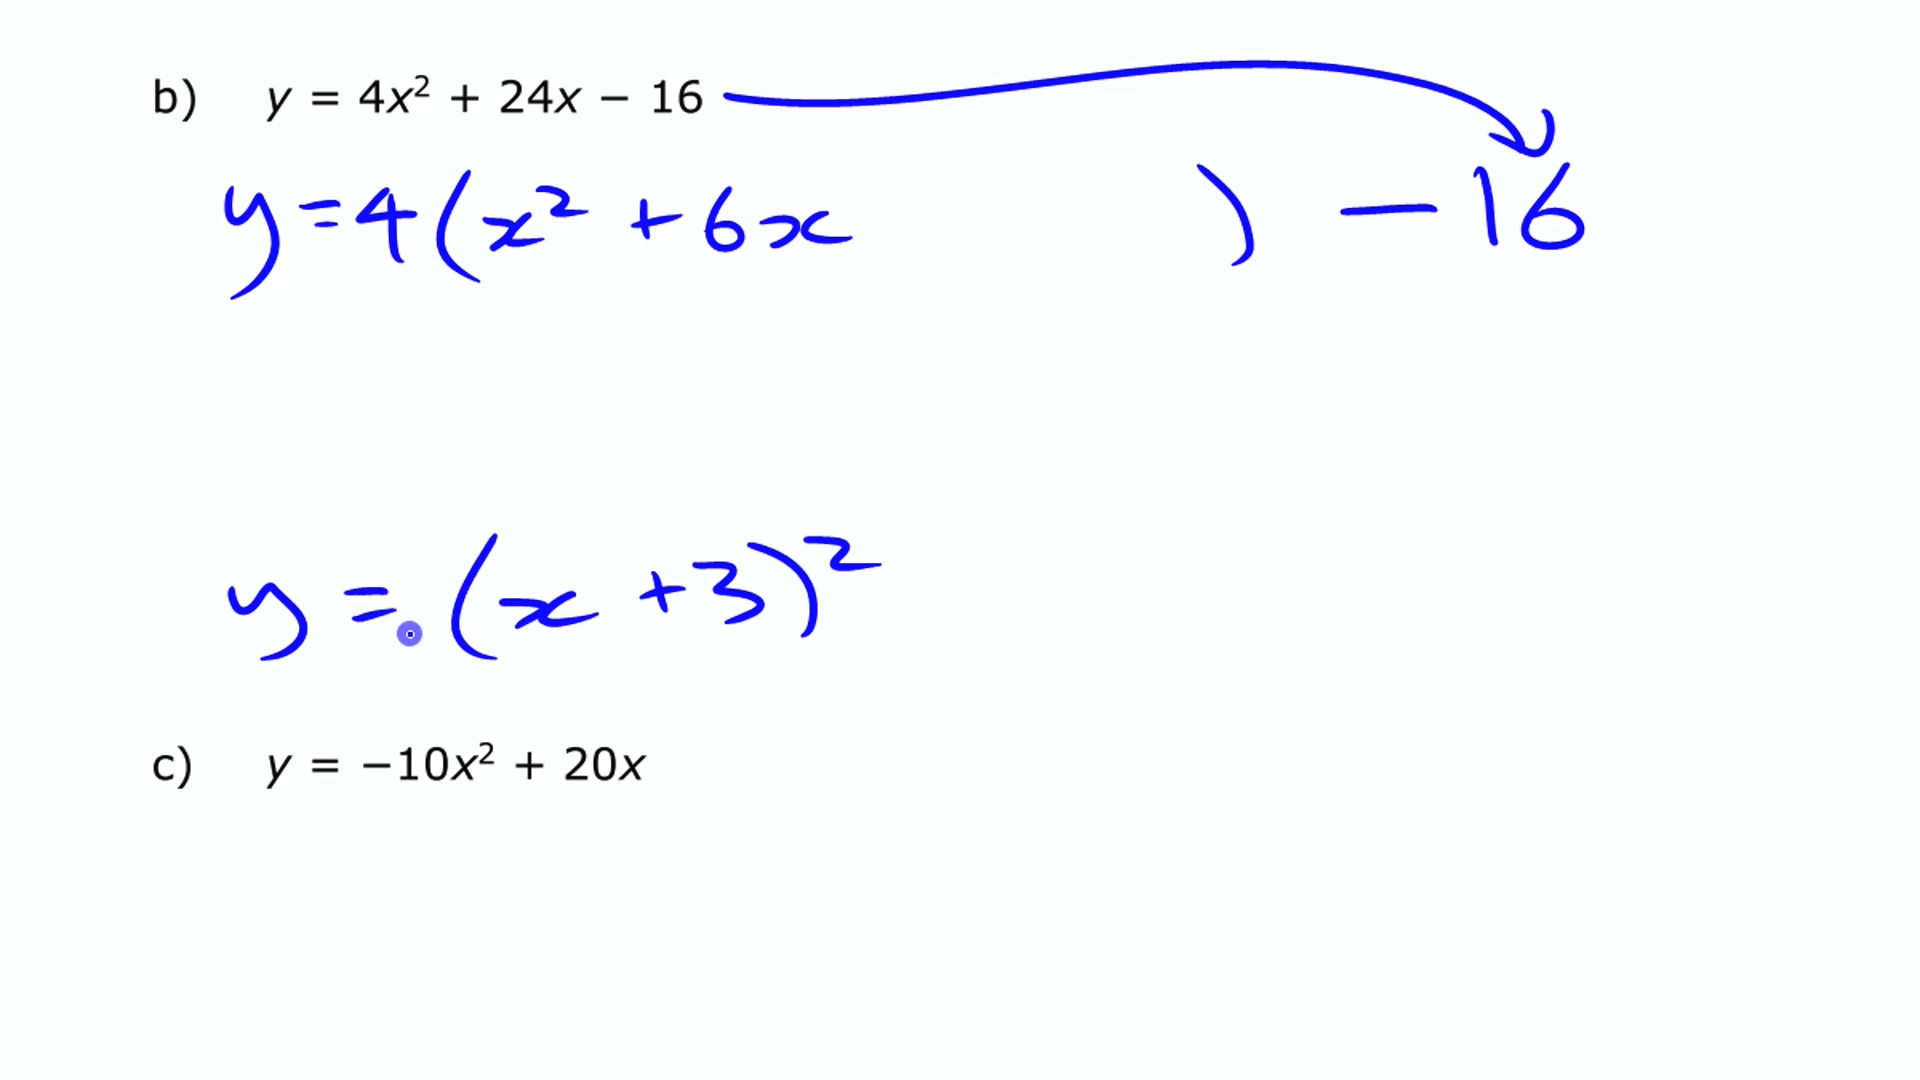 b) y = 4x² + 24x − 16
y = 4(x² + 6x ) − 16
y = (x + 3)²
c) y = −10x² + 20x